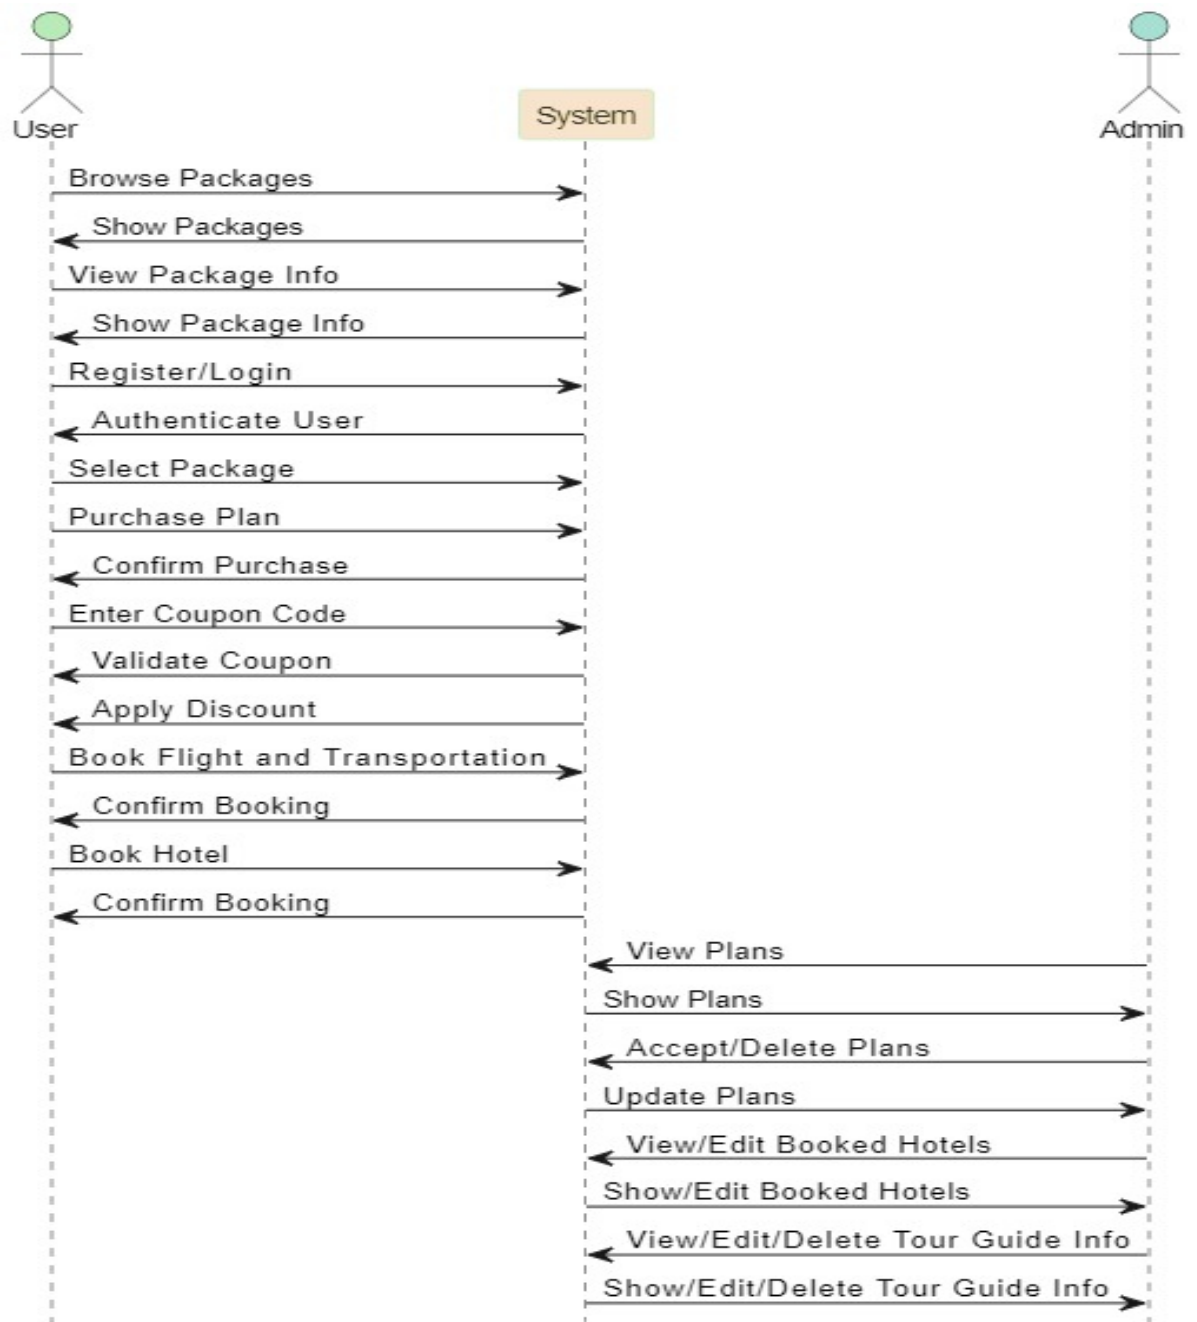 User
System
Admin
Browse Packages
Show Packages
View Package Info
Show Package Info
Register/Login
Authenticate User
Select Package
Purchase Plan
Confirm Purchase
Enter Coupon Code
Validate Coupon
Apply Discount
Book Flight and Transportation
Confirm Booking
Book Hotel
Confirm Booking
View Plans
Show Plans
Accept/Delete Plans
Update Plans
View/Edit Booked Hotels
Show/Edit Booked Hotels
View/Edit/Delete Tour Guide Info
Show/Edit/Delete Tour Guide Info